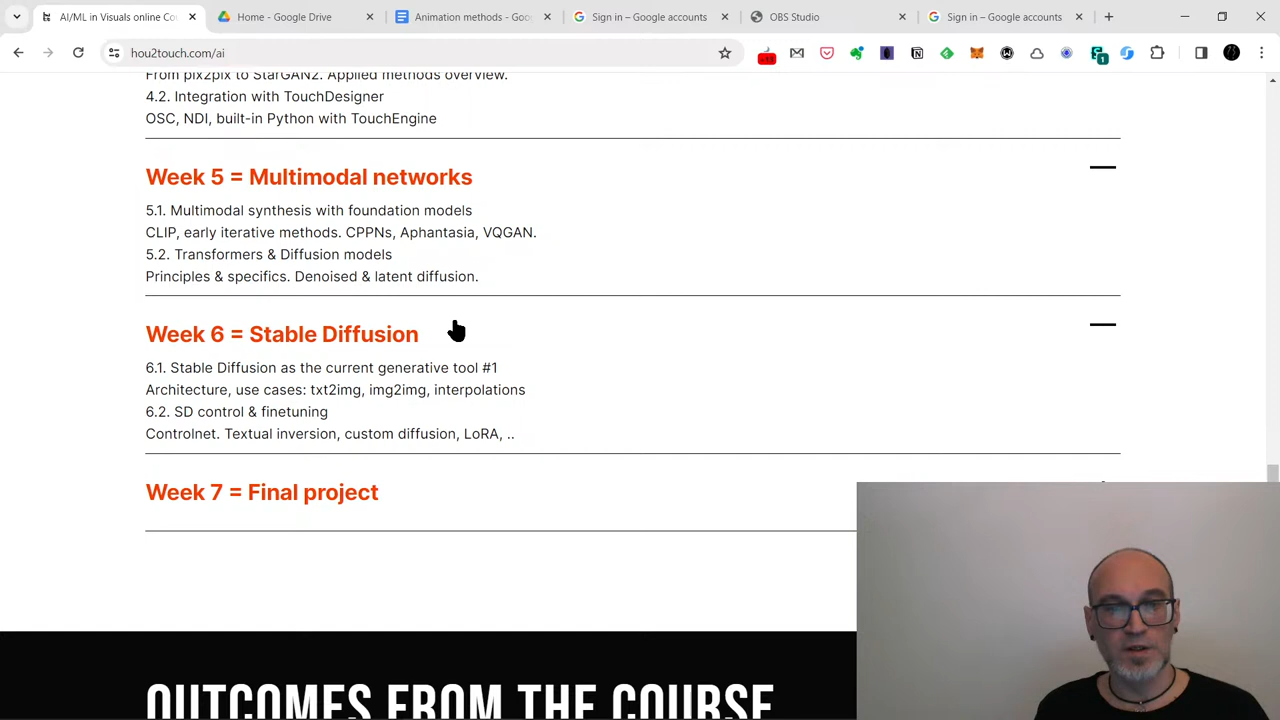 AI/ML in Visuals online Co
Home - Google Drive
Animation methods - Goo
Sign in – Google accounts
OBS Studio
Sign in – Google accounts
hou2touch.com/ai
From pix2pix to StarGAN2. Applied methods overview.
4.2. Integration with TouchDesigner
OSC, NDI, built-in Python with TouchEngine
Week 5 = Multimodal networks
5.1. Multimodal synthesis with foundation models
CLIP, early iterative methods. CPPNs, Aphantasia, VQGAN.
5.2. Transformers & Diffusion models
Principles & specifics. Denoised & latent diffusion.
Week 6 = Stable Diffusion
6.1. Stable Diffusion as the current generative tool #1
Architecture, use cases: txt2img, img2img, interpolations
6.2. SD control & finetuning
Controlnet. Textual inversion, custom diffusion, LoRA, ..
Week 7 = Final project
OUTCOMES FROM THE COURSE